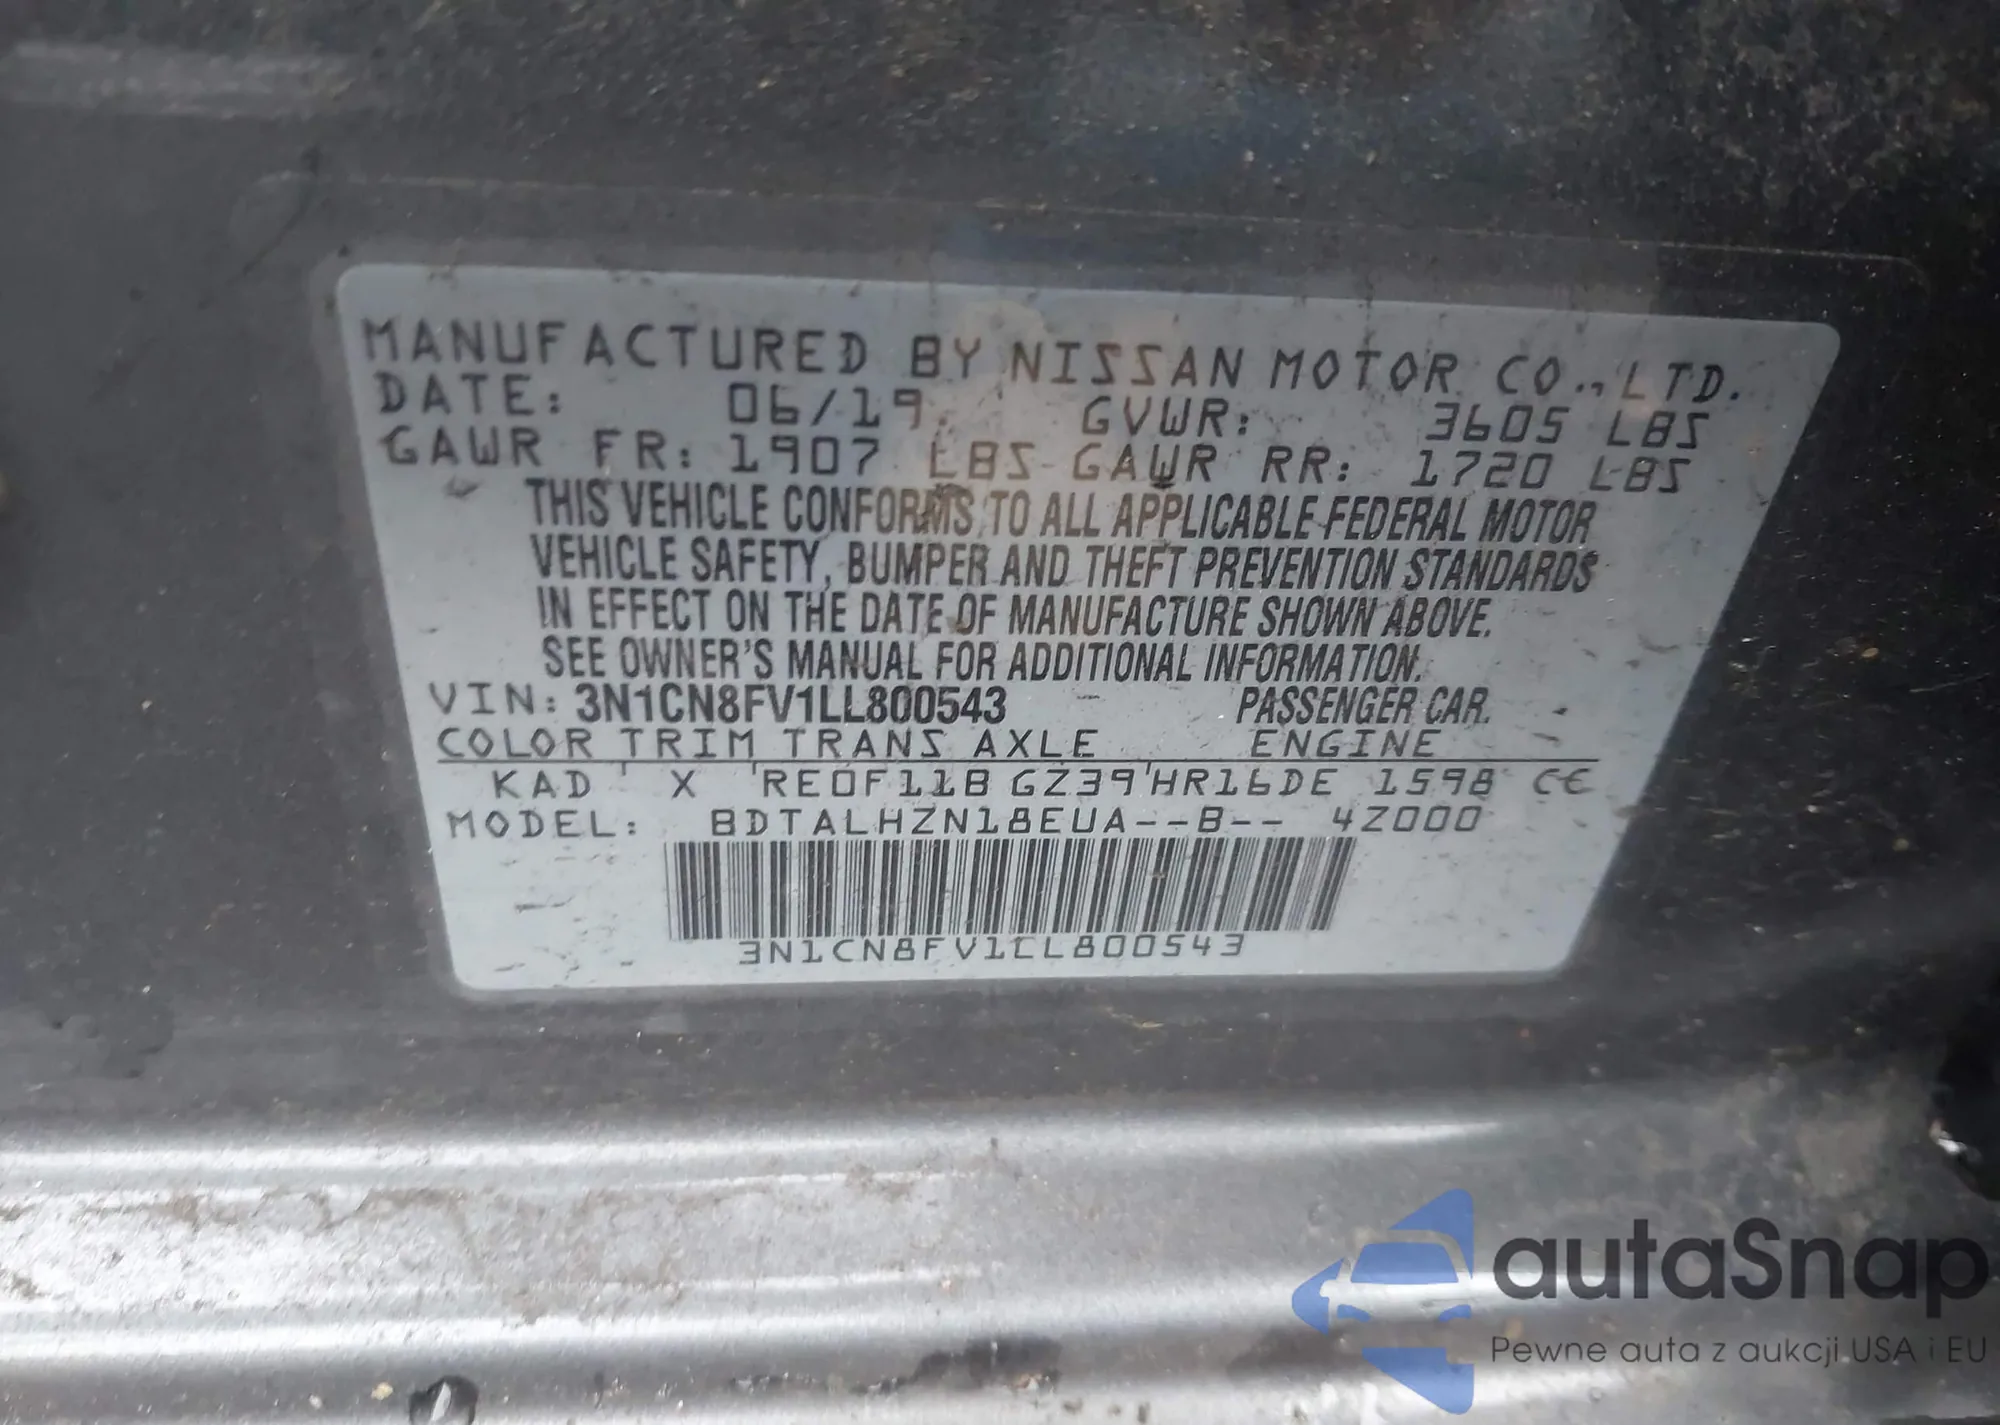 MANUFACTURED BY NISSAN MOTOR CO., LTD.
DATE: 06/19 GVWR: 3605 LBS
GAWR FR: 1907 LBS GAWR RR: 1720 LBS
THIS VEHICLE CONFORMS TO ALL APPLICABLE FEDERAL MOTOR
VEHICLE SAFETY, BUMPER AND THEFT PREVENTION STANDARDS
IN EFFECT ON THE DATE OF MANUFACTURE SHOWN ABOVE.
SEE OWNER'S MANUAL FOR ADDITIONAL INFORMATION.
VIN: 3N1CN8FV1LL800543 PASSENGER CAR.
COLOR TRIM TRANS AXLE ENGINE
KAD X RE0F11B GZ39 HR16DE 1598 CC
MODEL: BDTALHZN18EUA--B-- 4Z000
3N1CN8FV1LL800543
autaSnap
Pewne auta z aukcji USA i EU